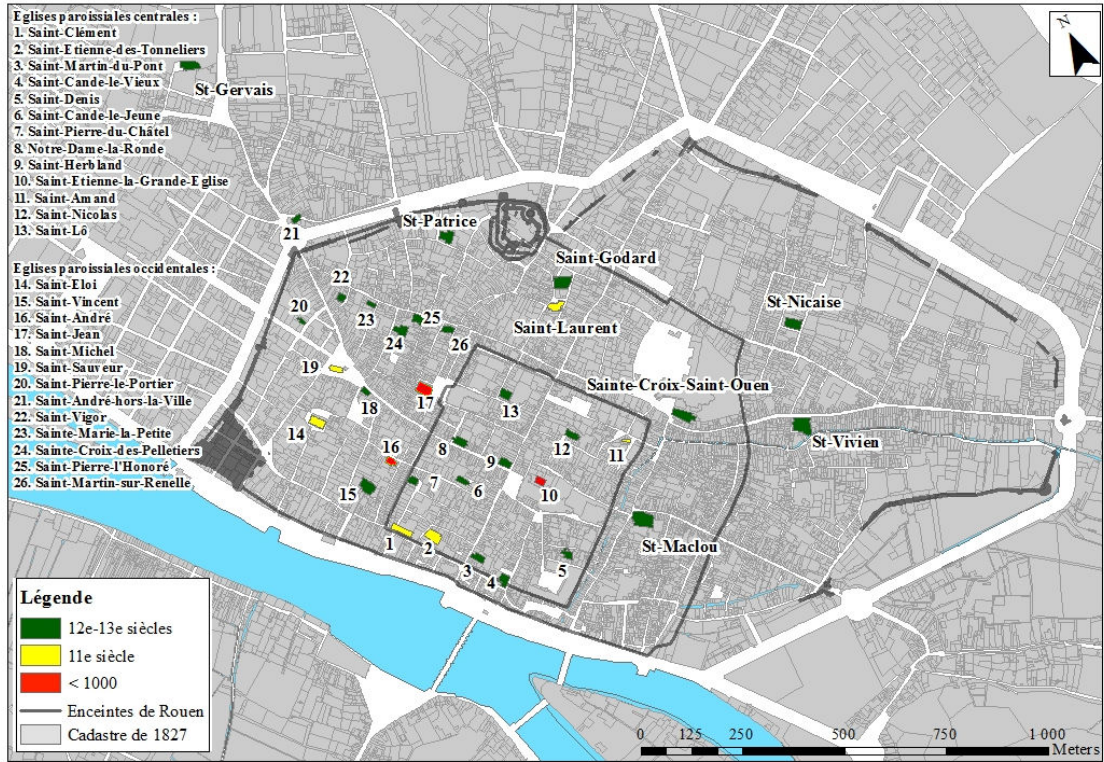 Eglises paroissiales centrales :
1. Saint-Clément
2. Saint-Etienne-des-Tonneliers
3. Saint-Martin-du-Pont
4. Saint-Cande-le-Vieux
5. Saint-Denis
6. Saint-Cande-le-Jeune
7. Saint-Pierre-du-Châtel
8. Notre-Dame-la-Ronde
9. Saint-Herbland
10. Saint-Etienne-la-Grande-Eglise
11. Saint-Amand
12. Saint-Nicolas
13. Saint-Lô
Eglises paroissiales occidentales :
14. Saint-Eloi
15. Saint-Vincent
16. Saint-André
17. Saint-Jean
18. Saint-Michel
19. Saint-Sauveur
20. Saint-Pierre-le-Portier
21. Saint-André-hors-la-Ville
22. Saint-Vigor
23. Sainte-Marie-la-Petite
24. Sainte-Croix-des-Pelletiers
25. Saint-Pierre-l'Honoré
26. Saint-Martin-sur-Renelle
N
St-Gervais
21
St-Patrice
Saint-Godard
22
20
23
25
24
26
Saint-Laurent
St-Nicaise
19
18
17
13
Sainte-Croix-Saint-Ouen
14
16
8
9
12
11
St-Vivien
15
7
6
10
1
2
3
4
5
St-Maclou
Légende
12e-13e siècles
11e siècle
< 1000
Enceintes de Rouen
Cadastre de 1827
0 125 250 500 750 1 000
Meters